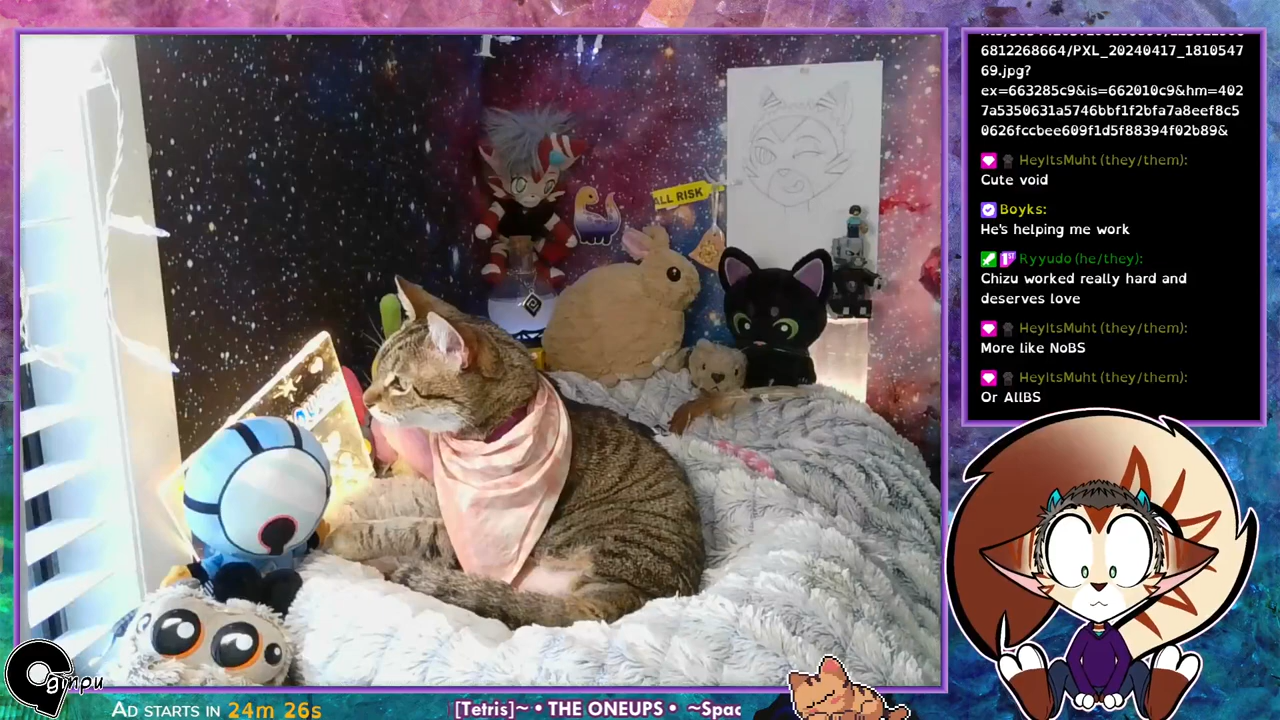 6812268664/PXL_20240417_1810547
69.jpg?
ex=663285c9&is=662010c9&hm=402
7a5350631a5746bbf1f2bfa7a8eef8c5
0626fccbee609f1d5f88394f02b89&
HeyItsMuht (they/them):
Cute void
Boyks:
He's helping me work
1ST Ryyudo (he/they):
Chizu worked really hard and
deserves love
HeyItsMuht (they/them):
More like NoBS
HeyItsMuht (they/them):
Or AllBS
ALL RISK
ginpu
AD STARTS IN 24m 26s
[Tetris]~ • THE ONEUPS • ~Spac